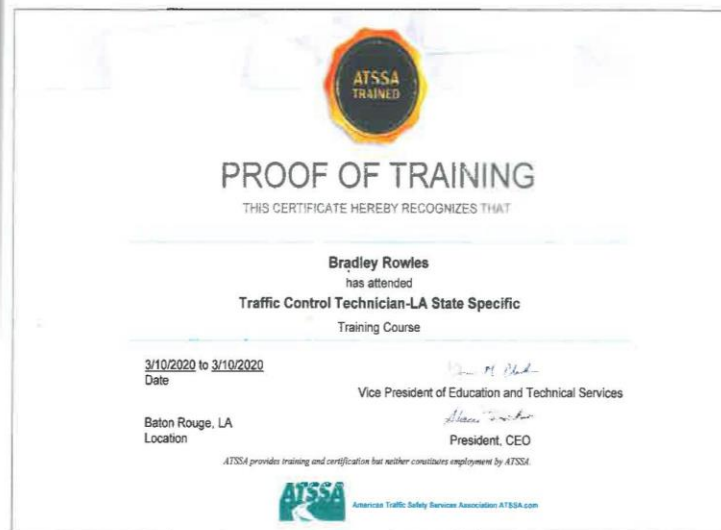 ATSSA
TRAINED
PROOF OF TRAINING
THIS CERTIFICATE HEREBY RECOGNIZES THAT
Bradley Rowles
has attended
Traffic Control Technician-LA State Specific
Training Course
3/10/2020 to 3/10/2020
Date
Vice President of Education and Technical Services
Baton Rouge, LA
Location
President, CEO
ATSSA provides training and certification but neither constitutes employment by ATSSA.
ATSSA
American Traffic Safety Services Association ATSSA.com